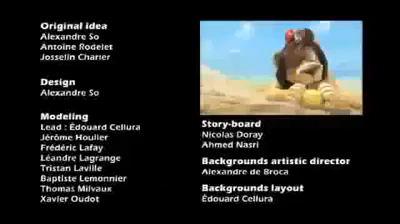 Original idea
Alexandre So
Antoine Rodelet
Josselin Charier
Design
Alexandre So
Modeling
Lead : Édouard Cellura
Jérôme Houlier
Frédéric Lafay
Léandre Lagrange
Tristan Laville
Baptiste Lemonnier
Thomas Milvaux
Xavier Oudot
Story-board
Nicolas Doray
Ahmed Nasri
Backgrounds artistic director
Alexandre de Broca
Backgrounds layout
Édouard Cellura